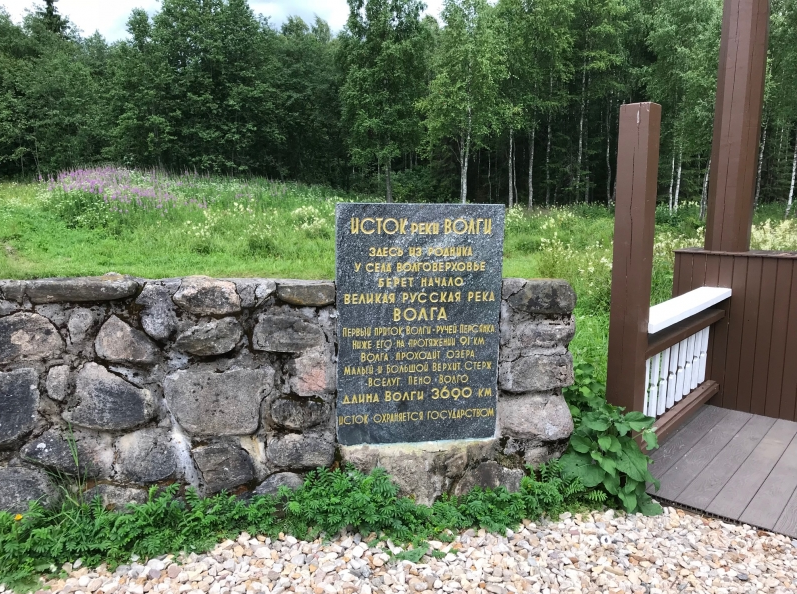 ИСТОК РЕКИ ВОЛГИ
ЗДЕСЬ ИЗ РОДНИКА
У СЕЛА ВОЛГОВЕРХОВЬЕ
БЕРЕТ НАЧАЛО
ВЕЛИКАЯ РУССКАЯ РЕКА
ВОЛГА
ПЕРВЫЙ ПРИТОК ВОЛГИ-РУЧЕЙ ПЕРСЯНКА
НИЖЕ ЕГО НА ПРОТЯЖЕНИИ 91 КМ
ВОЛГА ПРОХОДИТ ОЗЕРА
МАЛЫЙ И БОЛЬШОЙ ВЕРХИТ, СТЕРЖ,
ВСЕЛУГ, ПЕНО, ВОЛГО
ДЛИНА ВОЛГИ 3690 КМ
ИСТОК ОХРАНЯЕТСЯ ГОСУДАРСТВОМ